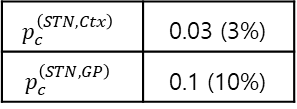 p_c^{(STN,Ctx)} 0.03 (3%)
p_c^{(STN,GP)} 0.1 (10%)